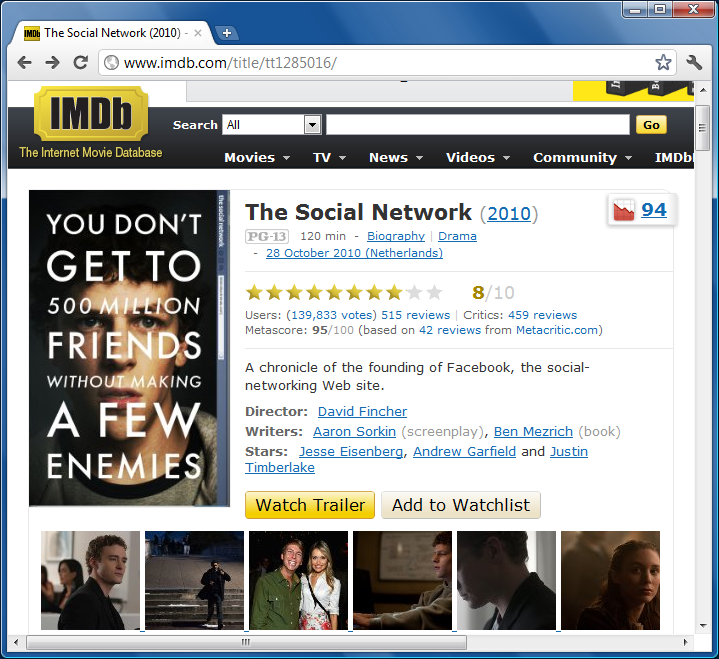 The Social Network (2010) -
www.imdb.com/title/tt1285016/
IMDb
The Internet Movie Database
Search All Go
Movies TV News Videos Community IMDb
YOU DON'T
GET TO
500 MILLION
FRIENDS
WITHOUT MAKING
A FEW
ENEMIES
the social network
The Social Network (2010)
94
PG-13 120 min - Biography | Drama
- 28 October 2010 (Netherlands)
8/10
Users: (139,833 votes) 515 reviews | Critics: 459 reviews
Metascore: 95/100 (based on 42 reviews from Metacritic.com)
A chronicle of the founding of Facebook, the social-
networking Web site.
Director: David Fincher
Writers: Aaron Sorkin (screenplay), Ben Mezrich (book)
Stars: Jesse Eisenberg, Andrew Garfield and Justin
Timberlake
Watch Trailer Add to Watchlist